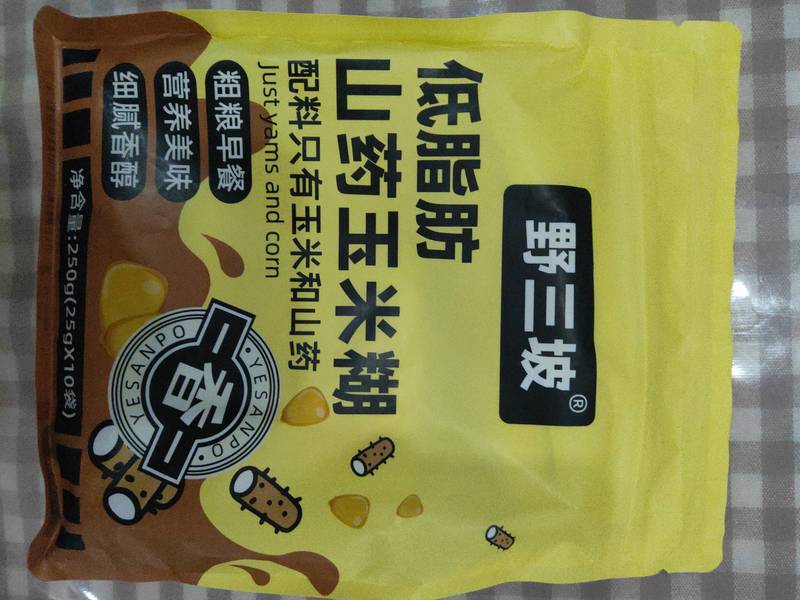 野三坡®
低脂肪
山药玉米糊
配料只有玉米和山药
Just yams and corn
粗粮早餐
营养美味
细腻香醇
YESANPO
一香一
YESANPO
净含量:250g(25gX10袋)